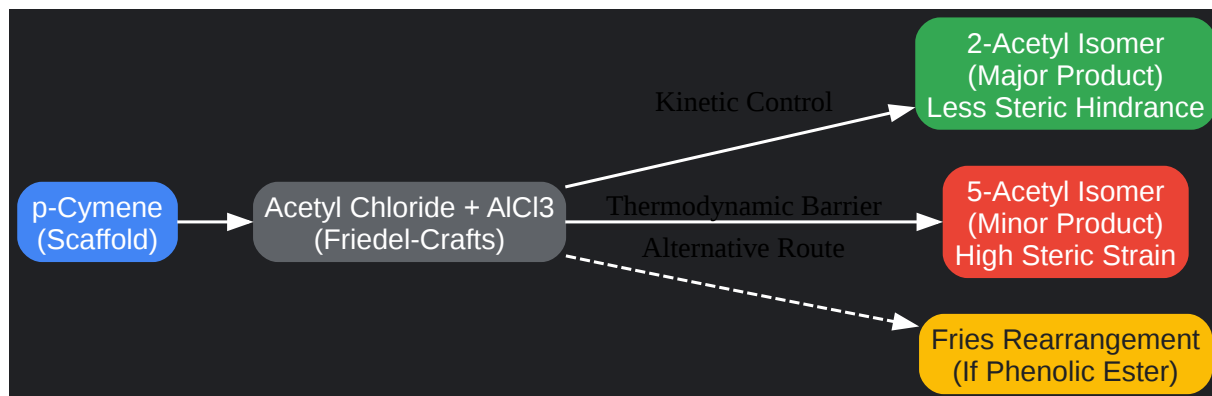 p-Cymene
(Scaffold)
Acetyl Chloride + AlCl3
(Friedel-Crafts)
Kinetic Control
Thermodynamic Barrier
Alternative Route
2-Acetyl Isomer
(Major Product)
Less Steric Hindrance
5-Acetyl Isomer
(Minor Product)
High Steric Strain
Fries Rearrangement
(If Phenolic Ester)